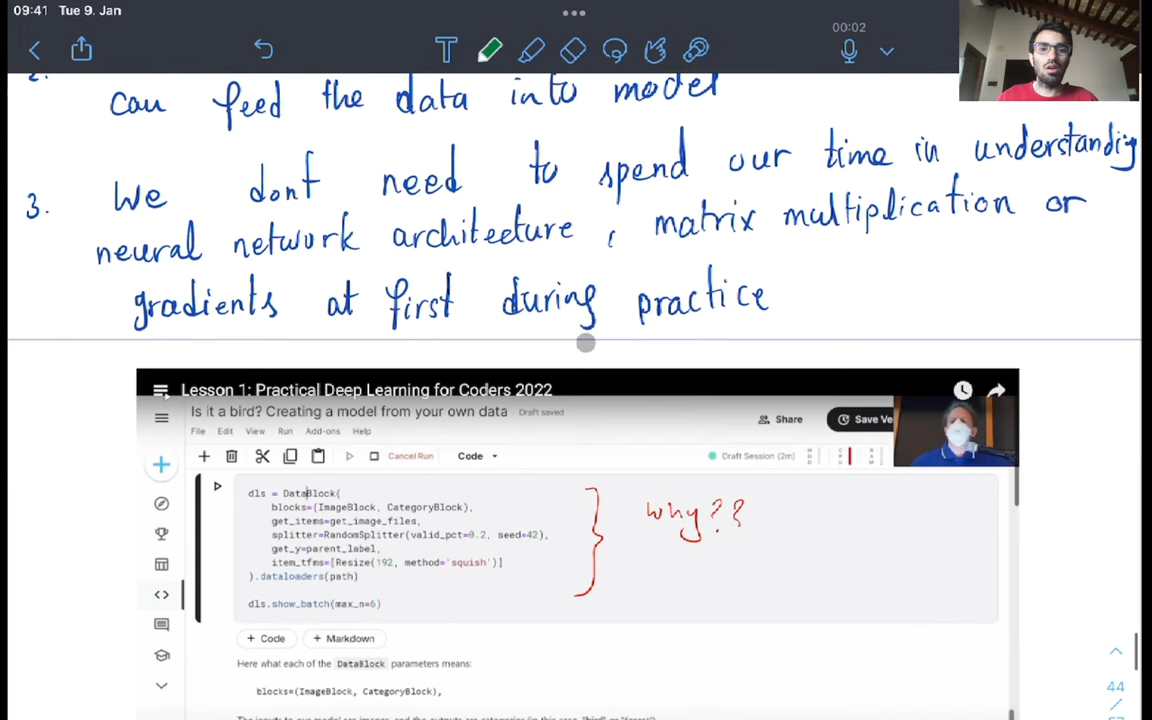 09:41 Tue 9. Jan
00:02
2.
can feed the data into model
3. We dont need to spend our time in understanding
neural network architecture, matrix multiplication or
gradients at first during practice
Lesson 1: Practical Deep Learning for Coders 2022
Is it a bird? Creating a model from your own data Draft saved
File Edit View Run Add-ons Help
Share
Save Ve
Cancel Run
Code
Draft Session (2m)
dls = DataBlock(
blocks=(ImageBlock, CategoryBlock),
get_items=get_image_files,
splitter=RandomSplitter(valid_pct=0.2, seed=42),
get_y=parent_label,
item_tfms=[Resize(192, method='squish')]
).dataloaders(path)
dls.show_batch(max_n=6)
why??
+ Code + Markdown
Here what each of the DataBlock parameters means:
blocks=(ImageBlock, CategoryBlock),
44